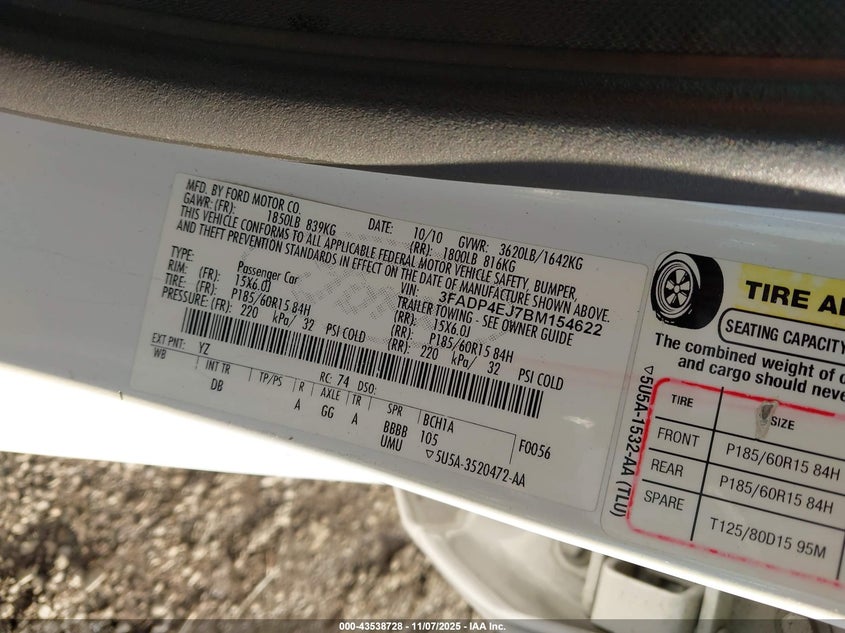 MFD. BY FORD MOTOR CO.
DATE: 10/10 GVWR: 3620LB/1642KG
GAWR: (FR): 1850LB 839KG (RR): 1800LB 816KG
THIS VEHICLE CONFORMS TO ALL APPLICABLE FEDERAL MOTOR VEHICLE SAFETY, BUMPER,
AND THEFT PREVENTION STANDARDS IN EFFECT ON THE DATE OF MANUFACTURE SHOWN ABOVE.
VIN: 3FADP4EJ7BM154622
TYPE: Passenger Car TRAILER TOWING - SEE OWNER GUIDE
RIM: (FR): 15X6.0J (RR): 15X6.0J
TIRE: (FR): P185/60R15 84H (RR): P185/60R15 84H
PRESSURE: (FR): 220 kPa/ 32 PSI COLD (RR): 220 kPa/ 32 PSI COLD
EXT PNT: YZ RC: 74 DSO: F0056
WB INT TR TP/PS R AXLE TR SPR BCH1A
DB A GG A BBBB 105
UMU ▽5U5A-3520472-AA
▽5U5A-1532-AA (TLU)
TIRE A
SEATING CAPACITY
The combined weight of
and cargo should neve
TIRE SIZE
FRONT P185/60R15 84H
REAR P185/60R15 84H
SPARE T125/80D15 95M
000-43538728 - 11/07/2025 - IAA Inc.